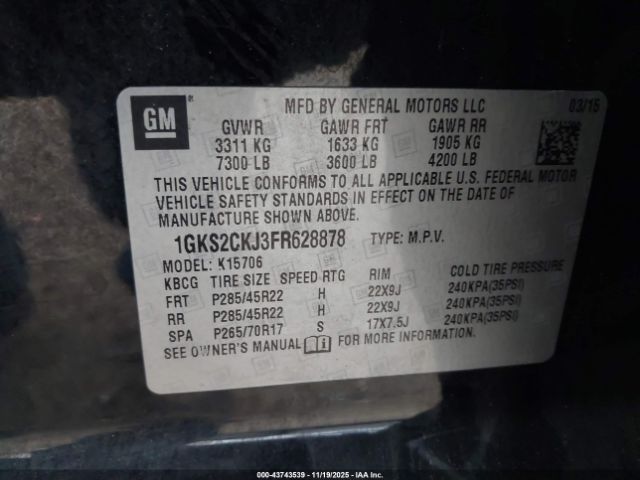 GM
MFD BY GENERAL MOTORS LLC 03/15
GVWR GAWR FRT GAWR RR
3311 KG 1633 KG 1905 KG
7300 LB 3600 LB 4200 LB
THIS VEHICLE CONFORMS TO ALL APPLICABLE U.S. FEDERAL MOTOR
VEHICLE SAFETY STANDARDS IN EFFECT ON THE DATE OF
MANUFACTURE SHOWN ABOVE.
1GKS2CKJ3FR628878 TYPE: M.P.V.
MODEL: K15706
KBCG TIRE SIZE SPEED RTG RIM COLD TIRE PRESSURE
FRT P285/45R22 H 22X9J 240KPA(35PSI)
RR P285/45R22 H 22X9J 240KPA(35PSI)
SPA P265/70R17 S 17X7.5J 240KPA(35PSI)
SEE OWNER'S MANUAL FOR MORE INFORMATION.
000-43743539 - 11/19/2025 - IAA Inc.